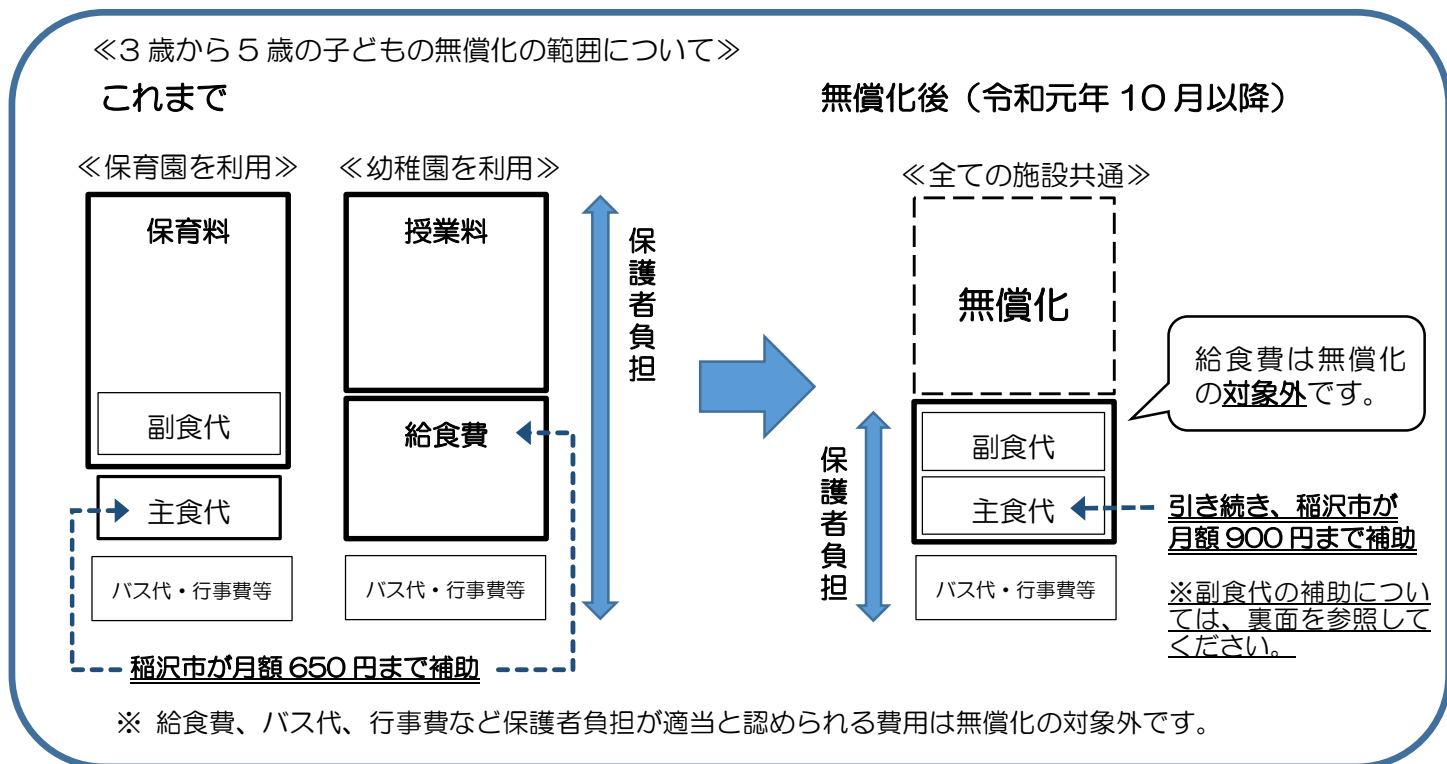 ≪3歳から5歳の子どもの無償化の範囲について≫
これまで
≪保育園を利用≫
≪幼稚園を利用≫
保育料
副食代
主食代
バス代・行事費等
授業料
給食費
バス代・行事費等
保護者負担
稲沢市が月額650円まで補助
無償化後（令和元年10月以降）
≪全ての施設共通≫
無償化
給食費は無償化
の対象外です。
保護者負担
副食代
主食代
バス代・行事費等
引き続き、稲沢市が
月額900円まで補助
※副食代の補助につい
ては、裏面を参照して
ください。
※ 給食費、バス代、行事費など保護者負担が適当と認められる費用は無償化の対象外です。